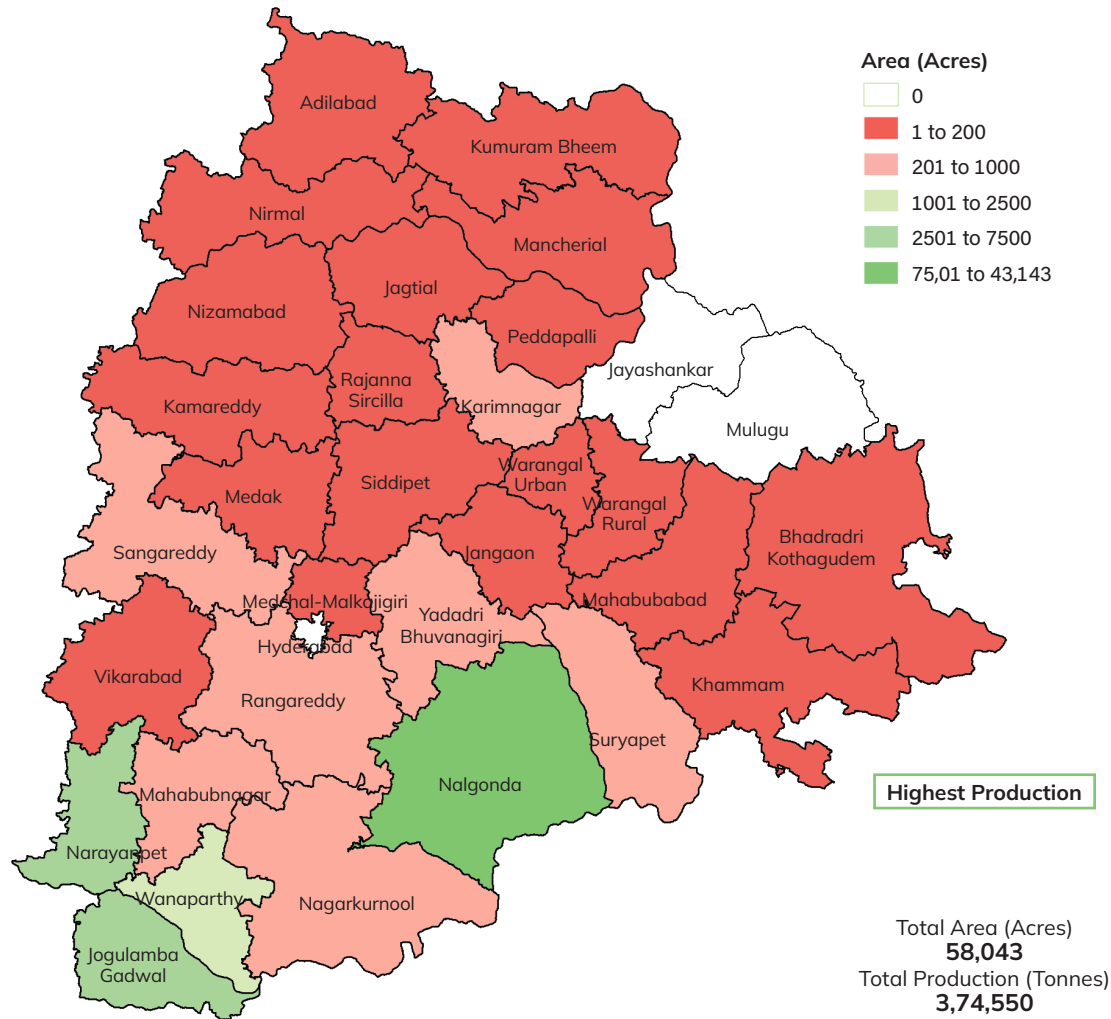 Area (Acres)
0
1 to 200
201 to 1000
1001 to 2500
2501 to 7500
75,01 to 43,143
Adilabad
Kumuram Bheem
Nirmal
Mancherial
Jagtial
Nizamabad
Peddapalli
Jayashankar
Rajanna
Sircilla
Karimnagar
Kamareddy
Mulugu
Warangal
Urban
Siddipet
Medak
Warangal
Rural
Bhadradri
Kothagudem
Sangareddy
Jangaon
Medchal-Malkajigiri
Mahabubabad
Yadadri
Bhuvanagiri
Hyderabad
Vikarabad
Khammam
Rangareddy
Suryapet
Nalgonda
Mahabubnagar
Highest Production
Narayanpet
Wanaparthy
Nagarkurnool
Jogulamba
Gadwal
Total Area (Acres)
58,043
Total Production (Tonnes)
3,74,550